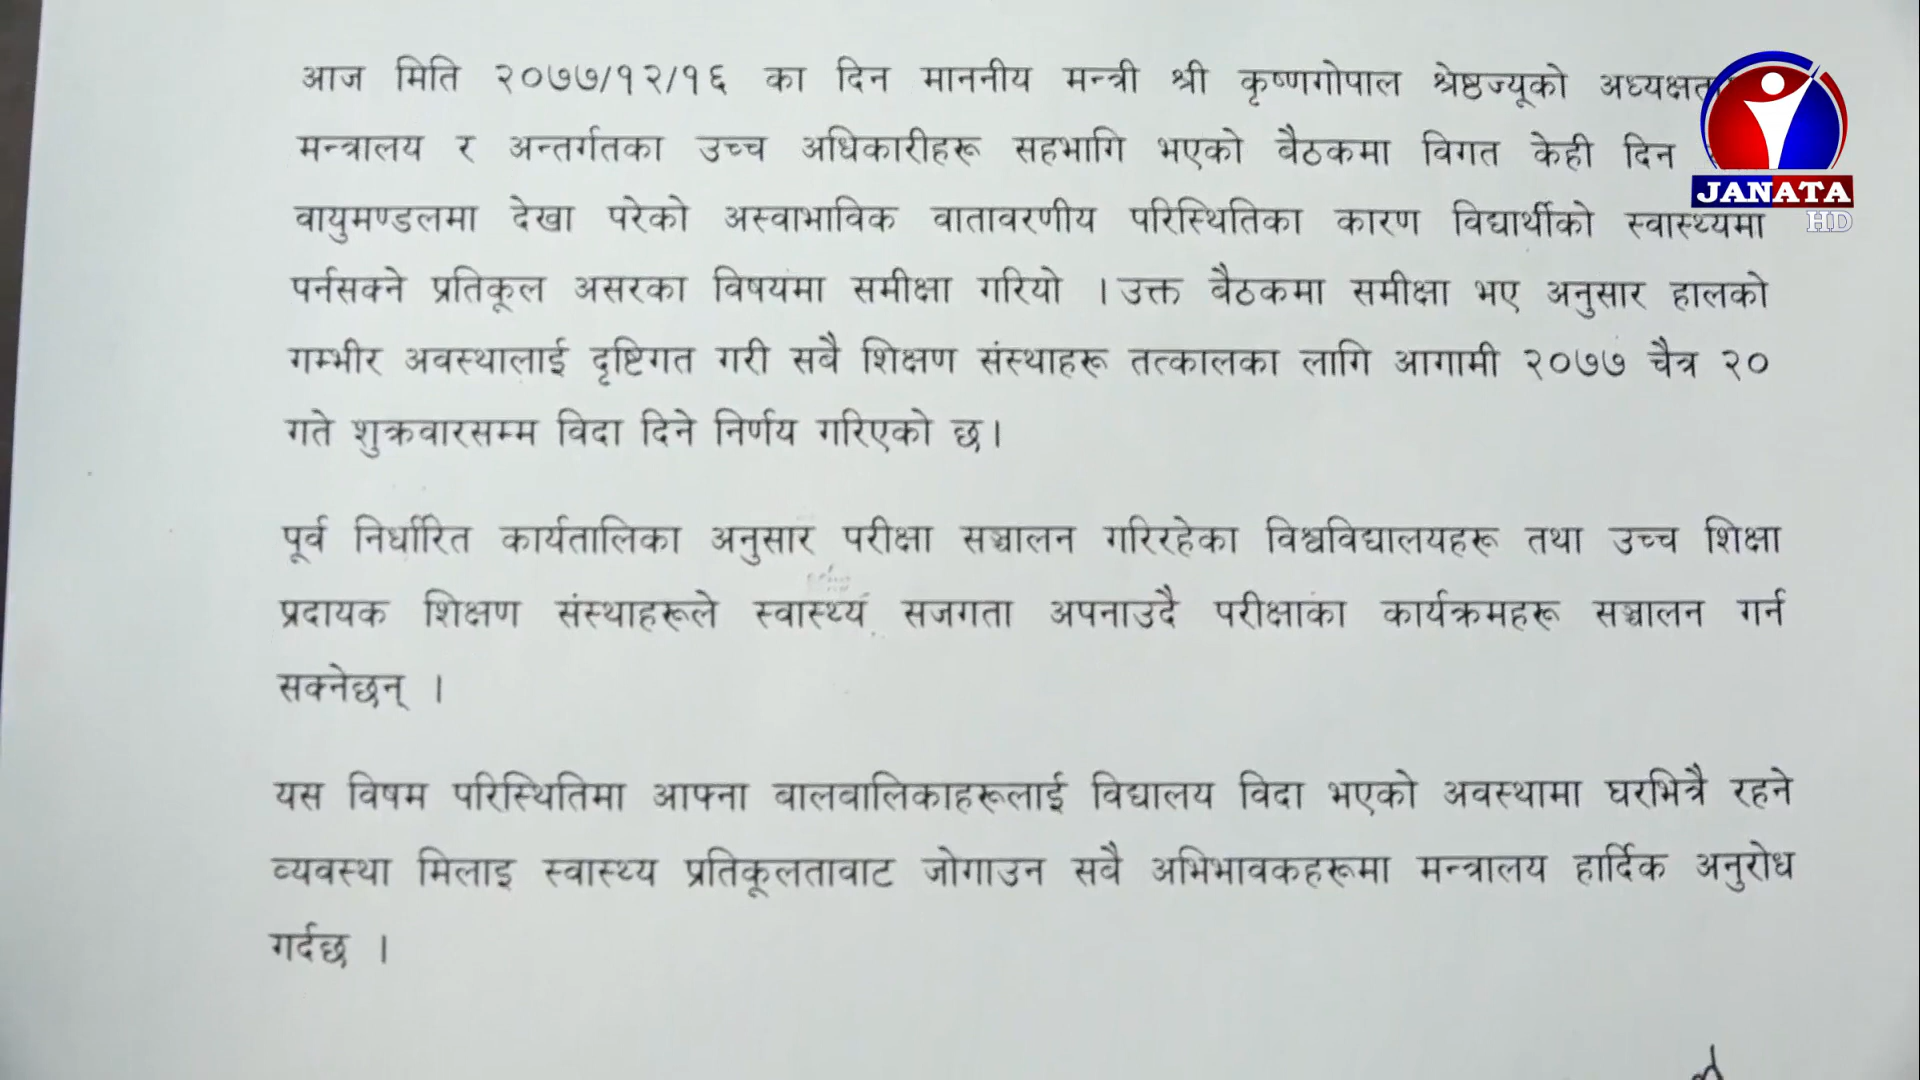 आज मिति २०७७/१२/१६ का दिन माननीय मन्त्री श्री कृष्णगोपाल श्रेष्ठज्यूको
मन्त्रालय र अन्तर्गतका उच्च अधिकारीहरू सहभागि भएको वैठकमा विगत केही दिन
वायुमण्डलमा देखा परेको अस्वाभाविक वातावरणीय परिस्थितिका कारण विद्यार्थीको स्वास्थ्यमा
पर्नसक्ने प्रतिकूल असरका विषयमा समीक्षा गरियो । उक्त वैठकमा समीक्षा भए अनुसार हालको
गम्भीर अवस्थालाई दृष्टिगत गरी सवै शिक्षण संस्थाहरू तत्कालका लागि आगामी २०७७ चैत्र २०
गते शुक्रवारसम्म विदा दिने निर्णय गरिएको छ।
पूर्व निर्धारित कार्यतालिका अनुसार परीक्षा सञ्चालन गरिरहेका विश्वविद्यालयहरू तथा उच्च शिक्षा
प्रदायक शिक्षण संस्थाहरूले स्वास्थ्य सजगता अपनाउदै परीक्षाका कार्यक्रमहरू सञ्चालन गर्न
सक्नेछन् ।
यस विषम परिस्थितिमा आफ्ना वालवालिकाहरूलाई विद्यालय विदा भएको अवस्थामा घरभित्रै रहने
व्यवस्था मिलाइ स्वास्थ्य प्रतिकूलतावाट जोगाउन सवै अभिभावकहरूमा मन्त्रालय हार्दिक अनुरोध
गर्दछ ।
JANATA
HD